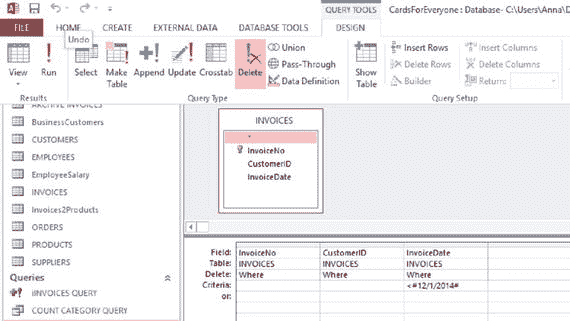 QUERY TOOLS
CardsForEveryone : Database- C:\Users\Anna\D
FILE HOME CREATE EXTERNAL DATA DATABASE TOOLS DESIGN
Undo
View Run Select Make Table Append Update Crosstab Delete
Union
Pass-Through
Data Definition
Show Table
Insert Rows
Delete Rows
Builder
Insert Columns
Delete Columns
Return:
Results Query Type Query Setup
ARCHIVE INVOICES
BusinessCustomers
CUSTOMERS
EMPLOYEES
EmployeeSalary
INVOICES
Invoices2Products
ORDERS
PRODUCTS
SUPPLIERS
Queries
iINVOICES QUERY
COUNT CATEGORY QUERY
INVOICES
*
InvoiceNo
CustomerID
InvoiceDate
Field: InvoiceNo CustomerID InvoiceDate
Table: INVOICES INVOICES INVOICES
Delete: Where Where Where
Criteria: <#12/1/2014#
or: